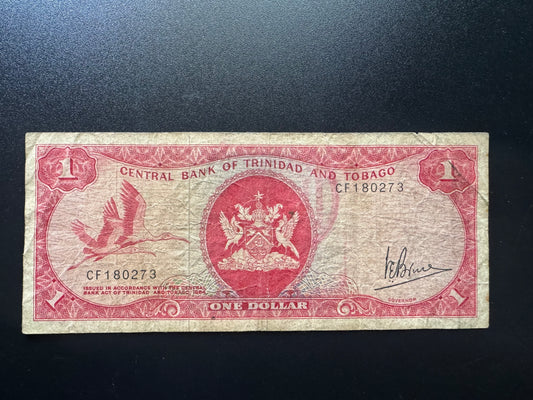 1
1
CENTRAL BANK OF TRINIDAD AND TOBAGO
CF180273
CF180273
ISSUED IN ACCORDANCE WITH THE CENTRAL
BANK ACT OF TRINIDAD AND TOBAGO, 1964
GOVERNOR
1
ONE DOLLAR
1